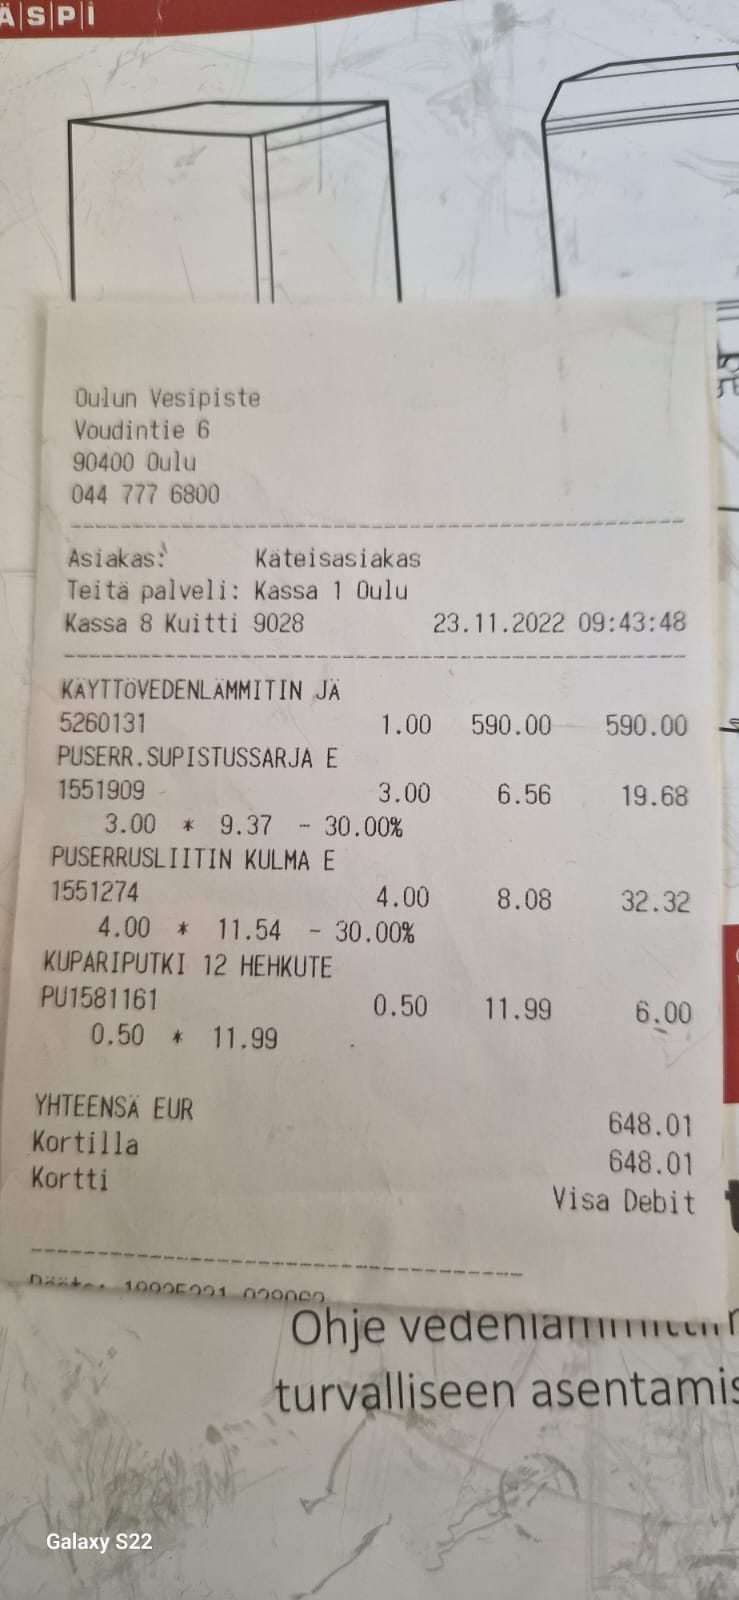 ÄSPi
Oulun Vesipiste
Voudintie 6
90400 Oulu
044 777 6800
Asiakas: Käteisasiakas
Teitä palveli: Kassa 1 Oulu
Kassa 8 Kuitti 9028 23.11.2022 09:43:48
KÄYTTÖVEDENLÄMMITIN JÄ
5260131 1.00 590.00 590.00
PUSERR.SUPISTUSSARJA E
1551909 3.00 6.56 19.68
3.00 * 9.37 - 30.00%
PUSERRUSLIITIN KULMA E
1551274 4.00 8.08 32.32
4.00 * 11.54 - 30.00%
KUPARIPUTKI 12 HEHKUTE
PU1581161 0.50 11.99 6.00
0.50 * 11.99
YHTEENSÄ EUR 648.01
Kortilla 648.01
Kortti Visa Debit
Ohje
turvalliseen asentamis
Galaxy S22